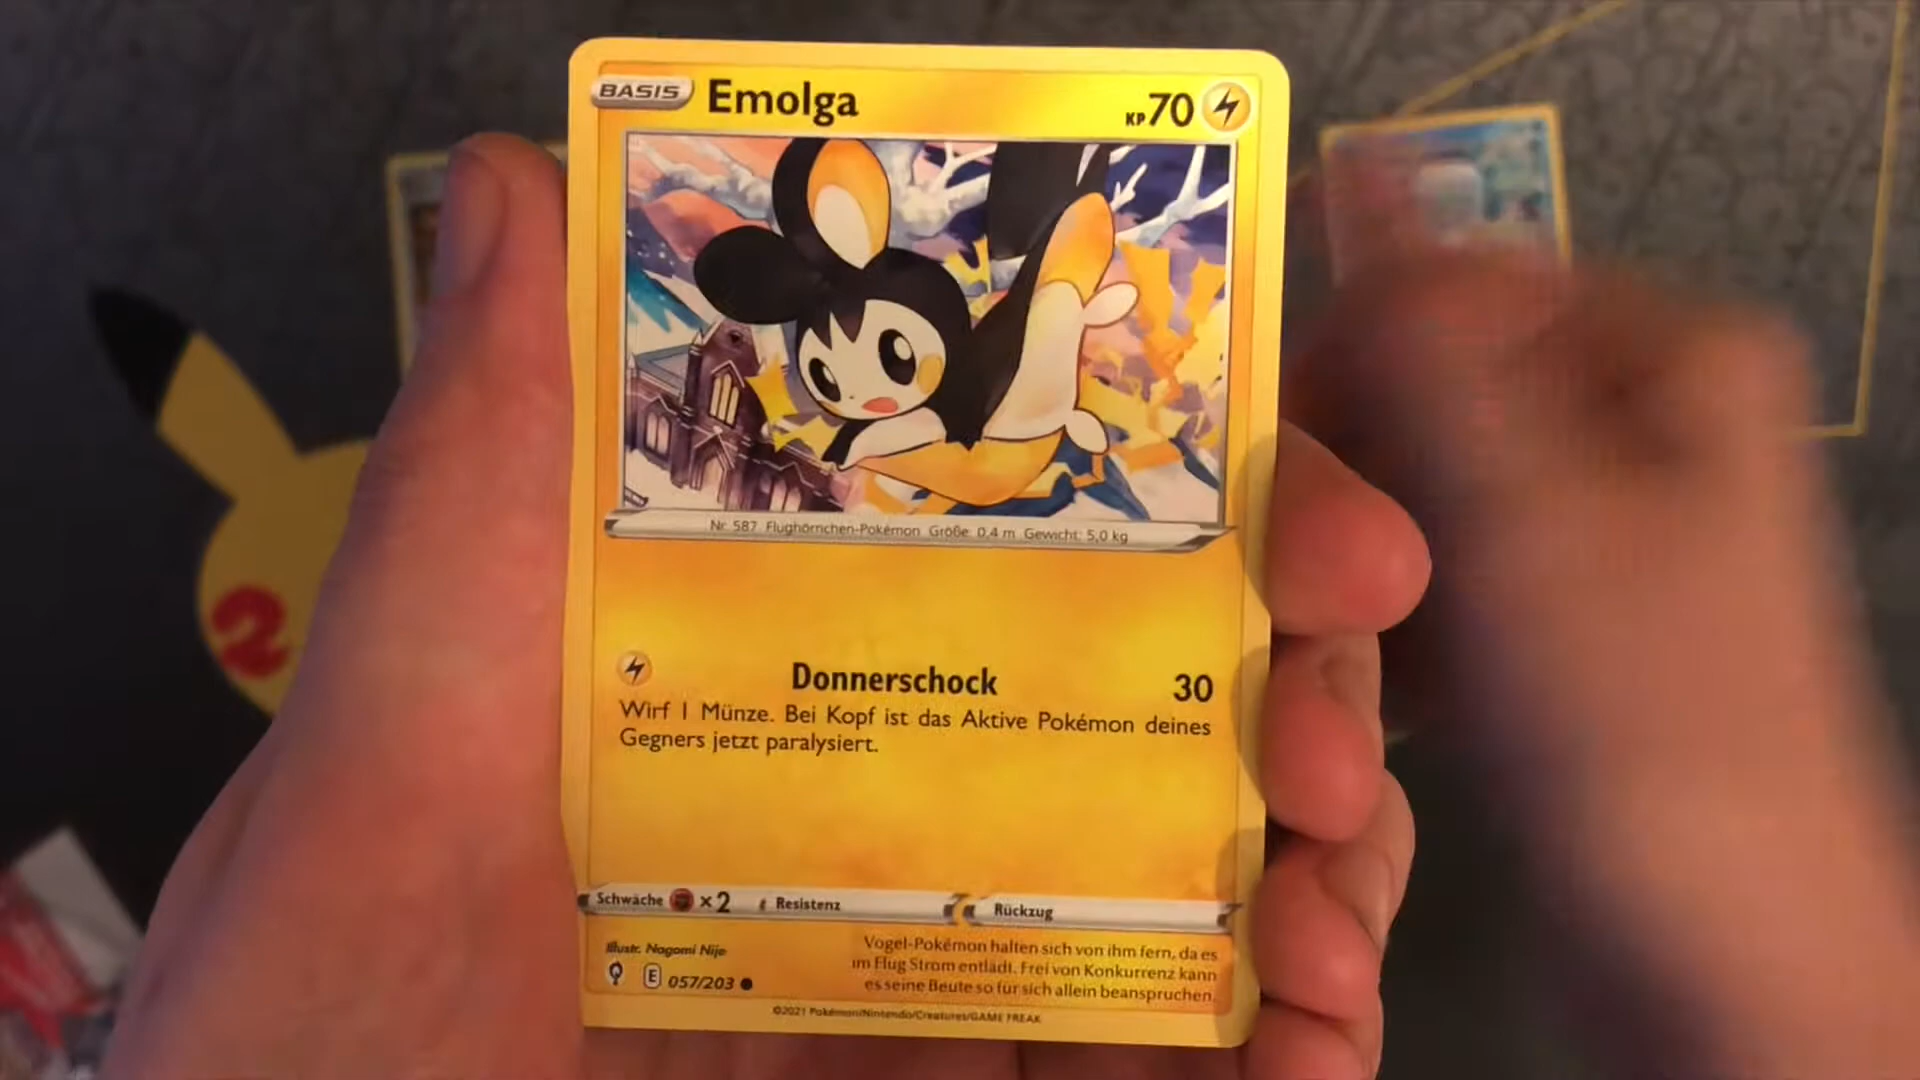 BASIS Emolga KP70
Nr. 587 Flughörnchen-Pokémon Größe: 0,4 m Gewicht: 5,0 kg
Donnerschock 30
Wirf 1 Münze. Bei Kopf ist das Aktive Pokémon deines
Gegners jetzt paralysiert.
Schwäche ×2 Resistenz Rückzug
Illustr. Nagomi Nijo
Vogel-Pokémon halten sich von ihm fern, da es
im Flug Strom entlädt. Frei von Konkurrenz kann
es seine Beute so für sich allein beanspruchen.
E 057/203
©2021 Pokémon/Nintendo/Creatures/GAME FREAK
2